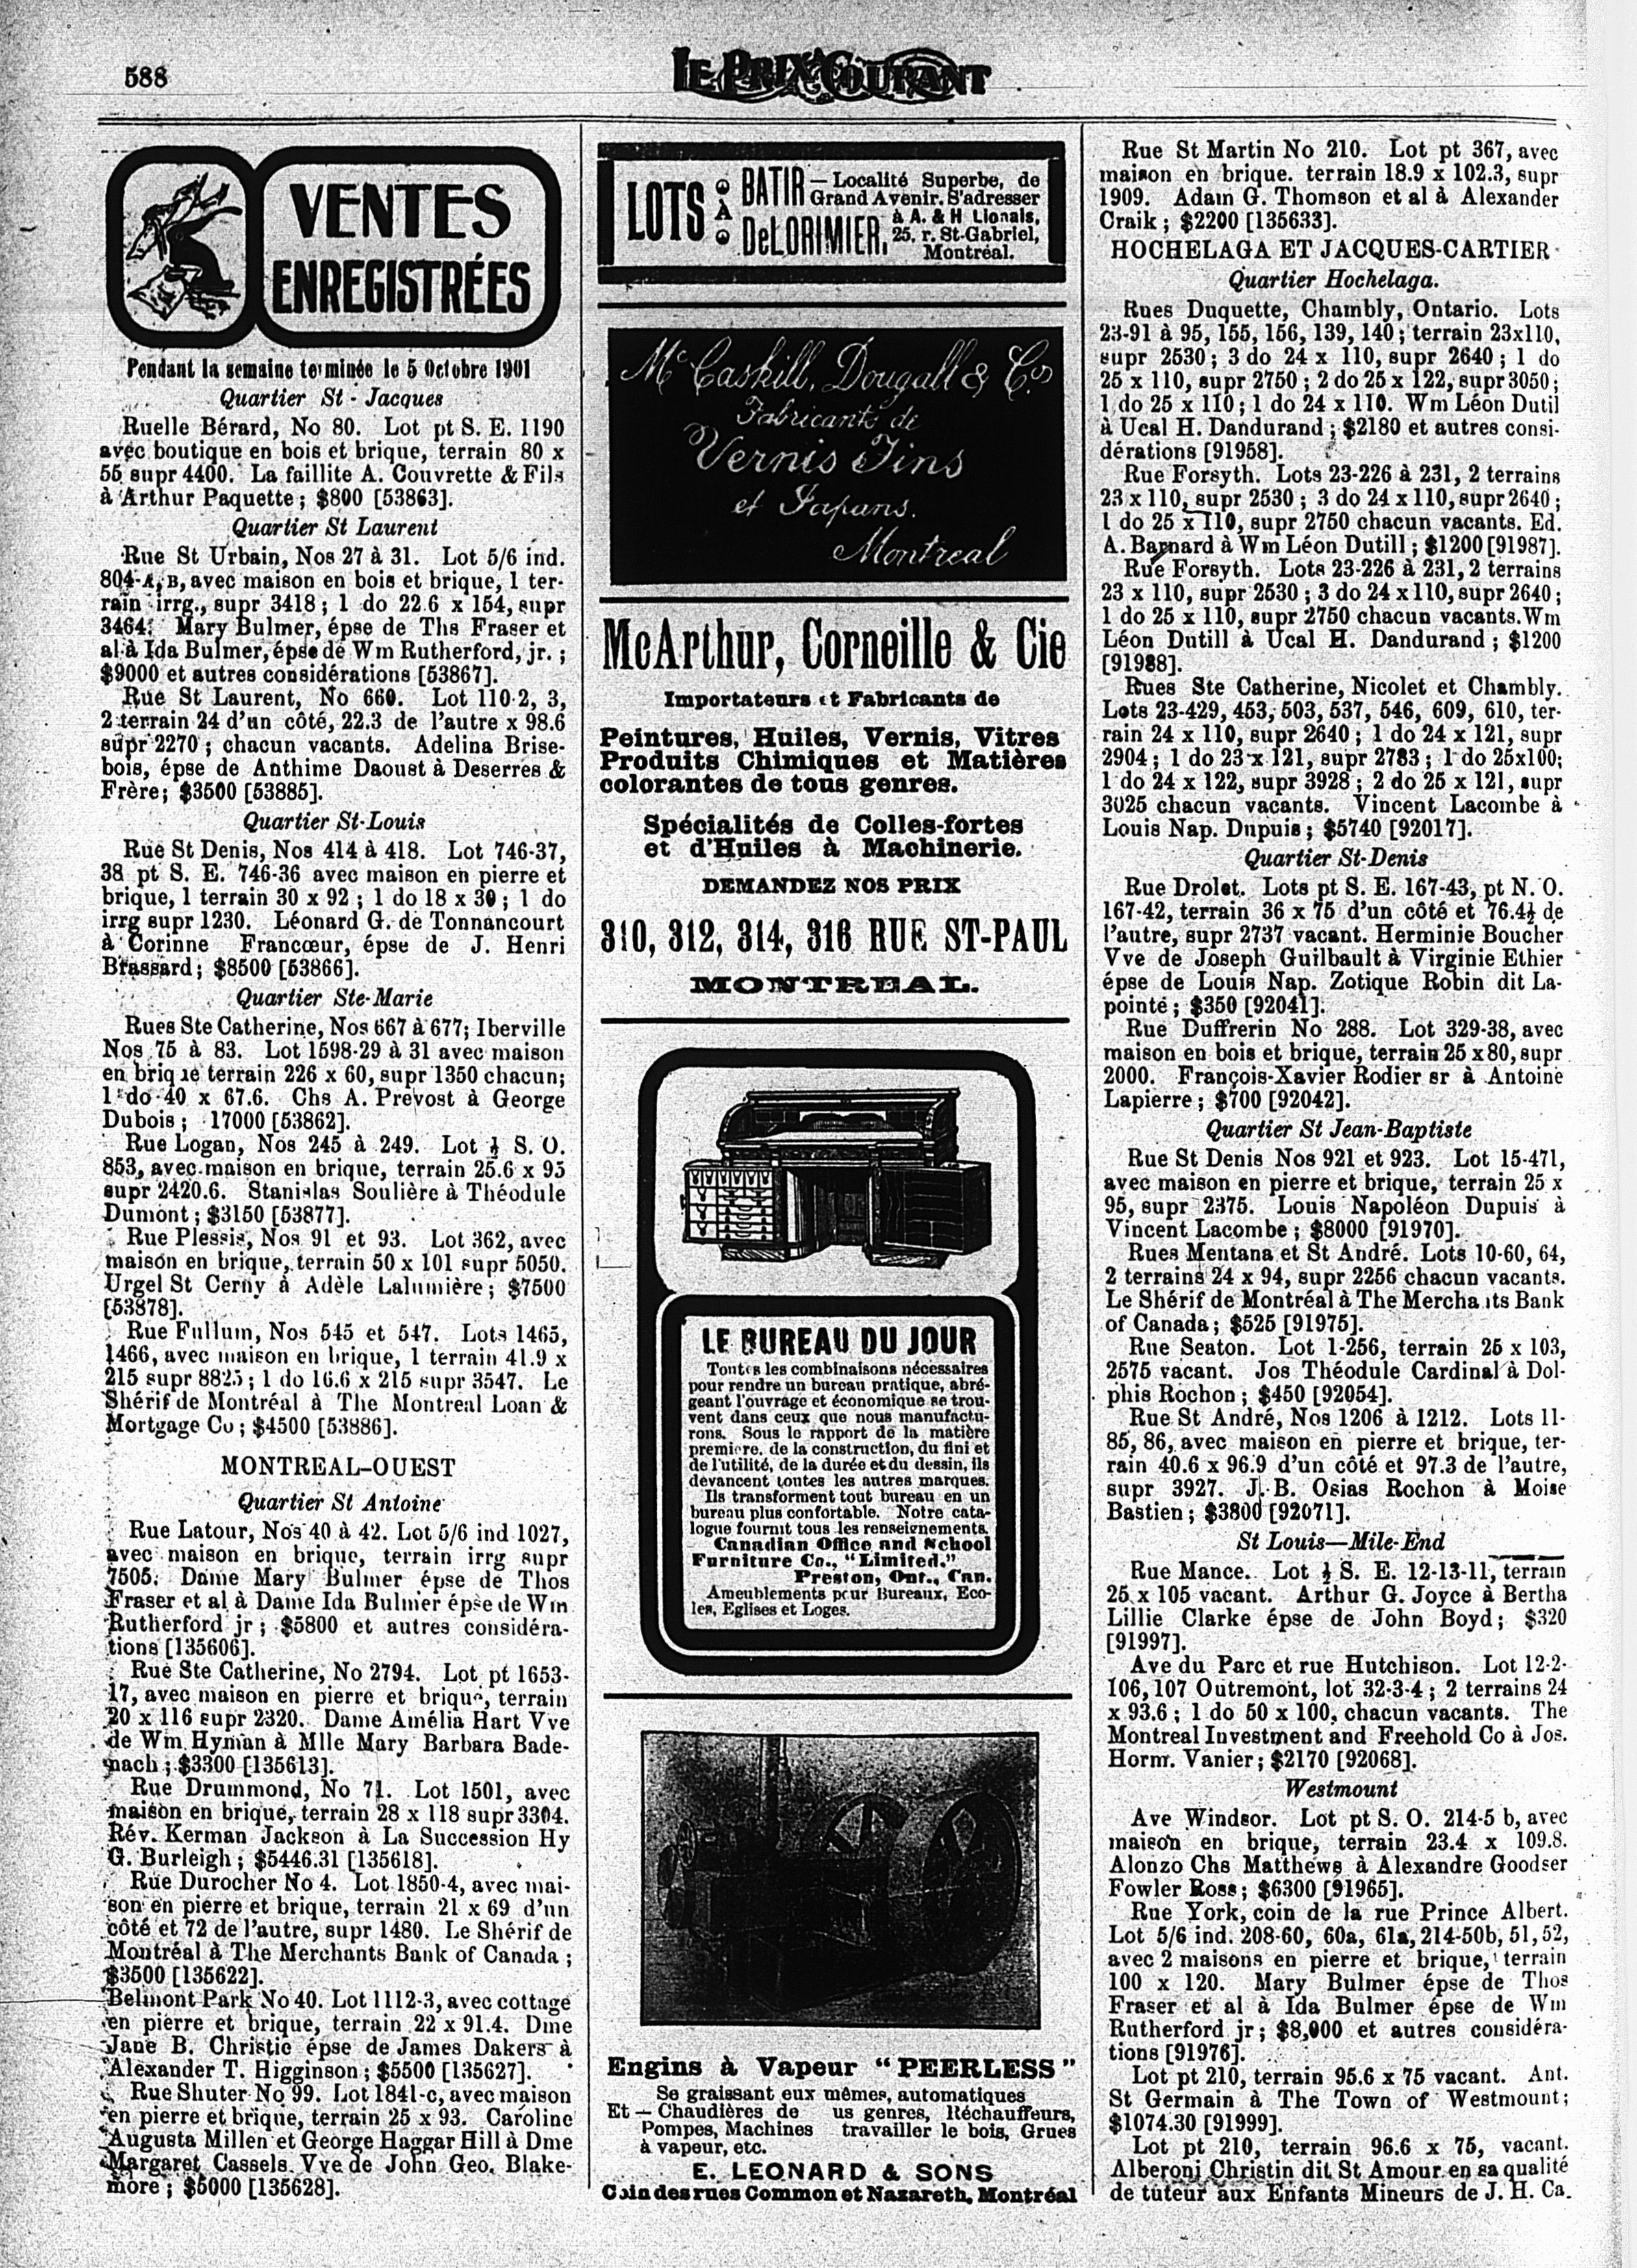 588
LE PRIX COURANT
VENTES
ENREGISTRÉES
Pendant la semaine terminée le 5 Octobre 1901
Quartier St-Jacques
Ruelle Bérard, No 80. Lot pt S. E. 1190
avec boutique en bois et brique, terrain 80 x
55 supr 4400. La faillite A. Couvrette & Fils
à Arthur Paquette ; $800 [53863].
Quartier St Laurent
Rue St Urbain, Nos 27 à 31. Lot 5/6 ind.
804-A, B, avec maison en bois et brique, 1 ter-
rain irrg., supr 3418 ; 1 do 22.6 x 154, supr
3464. Mary Bulmer, épse de Ths Fraser et
al à Ida Bulmer, épse de Wm Rutherford, jr. ;
$9000 et autres considérations [53867].
Rue St Laurent, No 660. Lot 110-2, 3,
2 terrain 24 d'un côté, 22.3 de l'autre x 98.6
supr 2270 ; chacun vacants. Adelina Brise-
bois, épse de Anthime Daoust à Deserres &
Frère ; $3500 [53885].
Quartier St-Louis
Rue St Denis, Nos 414 à 418. Lot 746-37,
38 pt S. E. 746-36 avec maison en pierre et
brique, 1 terrain 30 x 92 ; 1 do 18 x 30 ; 1 do
irrg supr 1230. Léonard G. de Tonnancourt
à Corinne Francœur, épse de J. Henri
Brassard ; $8500 [53866].
Quartier Ste-Marie
Rues Ste Catherine, Nos 667 à 677; Iberville
Nos 75 à 83. Lot 1598-29 à 31 avec maison
en brique terrain 226 x 60, supr 1350 chacun;
1 do 40 x 67.6. Chs A. Prevost à George
Dubois ; 17000 [53862].
Rue Logan, Nos 245 à 249. Lot ½ S. O.
853, avec maison en brique, terrain 25.6 x 95
supr 2420.6. Stanislas Soulière à Théodule
Dumont ; $3150 [53877].
Rue Plessis, Nos 91 et 93. Lot 362, avec
maison en brique, terrain 50 x 101 supr 5050.
Urgel St Cerny à Adèle Lalumière ; $7500
[53878].
Rue Fullum, Nos 545 et 547. Lots 1465,
1466, avec maison en brique, 1 terrain 41.9 x
215 supr 8825 ; 1 do 16.6 x 215 supr 3547. Le
Shérif de Montréal à The Montreal Loan &
Mortgage Co ; $4500 [53886].
MONTREAL-OUEST
Quartier St Antoine
Rue Latour, Nos 40 à 42. Lot 5/6 ind 1027,
avec maison en brique, terrain irrg supr
7505. Dame Mary Bulmer épse de Thos
Fraser et al à Dame Ida Bulmer épse de Wm
Rutherford jr ; $5800 et autres considéra-
tions [135606].
Rue Ste Catherine, No 2794. Lot pt 1653-
17, avec maison en pierre et brique, terrain
20 x 116 supr 2320. Dame Amélia Hart Vve
de Wm. Hyman à Mlle Mary Barbara Bade-
nach ; $3300 [135613].
Rue Drummond, No 71. Lot 1501, avec
maison en brique, terrain 28 x 118 supr 3304.
Rév. Kerman Jackson à La Succession Hy
G. Burleigh ; $5446.31 [135618].
Rue Durocher No 4. Lot 1850-4, avec mai-
son en pierre et brique, terrain 21 x 69 d'un
côté et 72 de l'autre, supr 1480. Le Shérif de
Montréal à The Merchants Bank of Canada ;
$3500 [135622].
Belmont Park No 40. Lot 1112-3, avec cottage
en pierre et brique, terrain 22 x 91.4. Dme
Jane B. Christie épse de James Dakers à
Alexander T. Higginson ; $5500 [135627].
Rue Shuter No 99. Lot 1841-c, avec maison
en pierre et brique, terrain 25 x 93. Caroline
Augusta Millen et George Haggar Hill à Dme
Margaret Cassels Vve de John Geo. Blake-
more ; $5000 [135628].
LOTS À BATIR — Localité Superbe, de
Grand Avenir. S'adresser
DeLORIMIER, à A. & H Lionais,
25, r. St-Gabriel,
Montréal.
Mc Caskill, Dougall & Co
Fabricants de
Vernis Fins
et Japans.
Montreal
McArthur, Corneille & Cie
Importateurs et Fabricants de
Peintures, Huiles, Vernis, Vitres
Produits Chimiques et Matières
colorantes de tous genres.
Spécialités de Colles-fortes
et d'Huiles à Machinerie.
DEMANDEZ NOS PRIX
310, 312, 314, 316 RUE ST-PAUL
MONTREAL.
LE BUREAU DU JOUR
Toutes les combinaisons nécessaires
pour rendre un bureau pratique, abré-
geant l'ouvrage et économique se trou-
vent dans ceux que nous manufactu-
rons. Sous le rapport de la matière
première, de la construction, du fini et
de l'utilité, de la durée et du dessin, ils
devancent toutes les autres marques.
Ils transforment tout bureau en un
bureau plus confortable. Notre cata-
logue fournit tous les renseignements.
Canadian Office and School
Furniture Co., "Limited."
Preston, Ont., Can.
Ameublements pour Bureaux, Eco-
les, Eglises et Loges.
Engins à Vapeur "PEERLESS"
Se graissant eux mêmes, automatiques
Et — Chaudières de us genres, Réchauffeurs,
Pompes, Machines travailler le bois, Grues
à vapeur, etc.
E. LEONARD & SONS
Coin des rues Common et Nazareth, Montréal
Rue St Martin No 210. Lot pt 367, avec
maison en brique. terrain 18.9 x 102.3, supr
1909. Adam G. Thomson et al à Alexander
Craik ; $2200 [135633].
HOCHELAGA ET JACQUES-CARTIER
Quartier Hochelaga.
Rues Duquette, Chambly, Ontario. Lots
23-91 à 95, 155, 156, 139, 140 ; terrain 23x110,
supr 2530 ; 3 do 24 x 110, supr 2640 ; 1 do
25 x 110, supr 2750 ; 2 do 25 x 122, supr 3050 ;
1 do 25 x 110 ; 1 do 24 x 110. Wm Léon Dutil
à Ucal H. Dandurand ; $2180 et autres consi-
dérations [91958].
Rue Forsyth. Lots 23-226 à 231, 2 terrains
23 x 110, supr 2530 ; 3 do 24 x 110, supr 2640 ;
1 do 25 x 110, supr 2750 chacun vacants. Ed.
A. Barnard à Wm Léon Dutill ; $1200 [91987].
Rue Forsyth. Lots 23-226 à 231, 2 terrains
23 x 110, supr 2530 ; 3 do 24 x 110, supr 2640 ;
1 do 25 x 110, supr 2750 chacun vacants. Wm
Léon Dutill à Ucal H. Dandurand ; $1200
[91988].
Rues Ste Catherine, Nicolet et Chambly.
Lots 23-429, 453, 503, 537, 546, 609, 610, ter-
rain 24 x 110, supr 2640 ; 1 do 24 x 121, supr
2904 ; 1 do 23 x 121, supr 2783 ; 1 do 25x100;
1 do 24 x 122, supr 3928 ; 2 do 25 x 121, supr
3025 chacun vacants. Vincent Lacombe à
Louis Nap. Dupuis ; $5740 [92017].
Quartier St-Denis
Rue Drolet. Lots pt S. E. 167-43, pt N. O.
167-42, terrain 36 x 75 d'un côté et 76.4½ de
l'autre, supr 2737 vacant. Herminie Boucher
Vve de Joseph Guilbault à Virginie Ethier
épse de Louis Nap. Zotique Robin dit La-
pointe ; $350 [92041].
Rue Duffrerin No 288. Lot 329-38, avec
maison en bois et brique, terrain 25 x 80, supr
2000. François-Xavier Rodier sr à Antoine
Lapierre ; $700 [92042].
Quartier St Jean-Baptiste
Rue St Denis Nos 921 et 923. Lot 15-471,
avec maison en pierre et brique, terrain 25 x
95, supr 2375. Louis Napoléon Dupuis à
Vincent Lacombe ; $8000 [91970].
Rues Mentana et St André. Lots 10-60, 64,
2 terrains 24 x 94, supr 2256 chacun vacants.
Le Shérif de Montréal à The Merchants Bank
of Canada ; $525 [91975].
Rue Seaton. Lot 1-256, terrain 25 x 103,
2575 vacant. Jos Théodule Cardinal à Dol-
phis Rochon ; $450 [92054].
Rue St André, Nos 1206 à 1212. Lots 11-
85, 86, avec maison en pierre et brique, ter-
rain 40.6 x 96.9 d'un côté et 97.3 de l'autre,
supr 3927. J. B. Osias Rochon à Moise
Bastien ; $3800 [92071].
St Louis—Mile-End
Rue Mance. Lot ½ S. E. 12-13-11, terrain
25 x 105 vacant. Arthur G. Joyce à Bertha
Lillie Clarke épse de John Boyd ; $320
[91997].
Ave du Parc et rue Hutchison. Lot 12-2-
106, 107 Outremont, lot 32-3-4 ; 2 terrains 24
x 93.6 ; 1 do 50 x 100, chacun vacants. The
Montreal Investment and Freehold Co à Jos.
Horm. Vanier ; $2170 [92068].
Westmount
Ave Windsor. Lot pt S. O. 214-5 b, avec
maison en brique, terrain 23.4 x 109.8.
Alonzo Chs Matthews à Alexandre Goodser
Fowler Ross ; $6300 [91965].
Rue York, coin de la rue Prince Albert.
Lot 5/6 ind. 208-60, 60a, 61a, 214-50b, 51, 52,
avec 2 maisons en pierre et brique, terrain
100 x 120. Mary Bulmer épse de Thos
Fraser et al à Ida Bulmer épse de Wm
Rutherford jr ; $8,000 et autres considéra-
tions [91976].
Lot pt 210, terrain 95.6 x 75 vacant. Ant.
St Germain à The Town of Westmount ;
$1074.30 [91999].
Lot pt 210, terrain 96.6 x 75, vacant.
Alberoni Christin dit St Amour en sa qualité
de tuteur aux Enfants Mineurs de J. H. Ca.